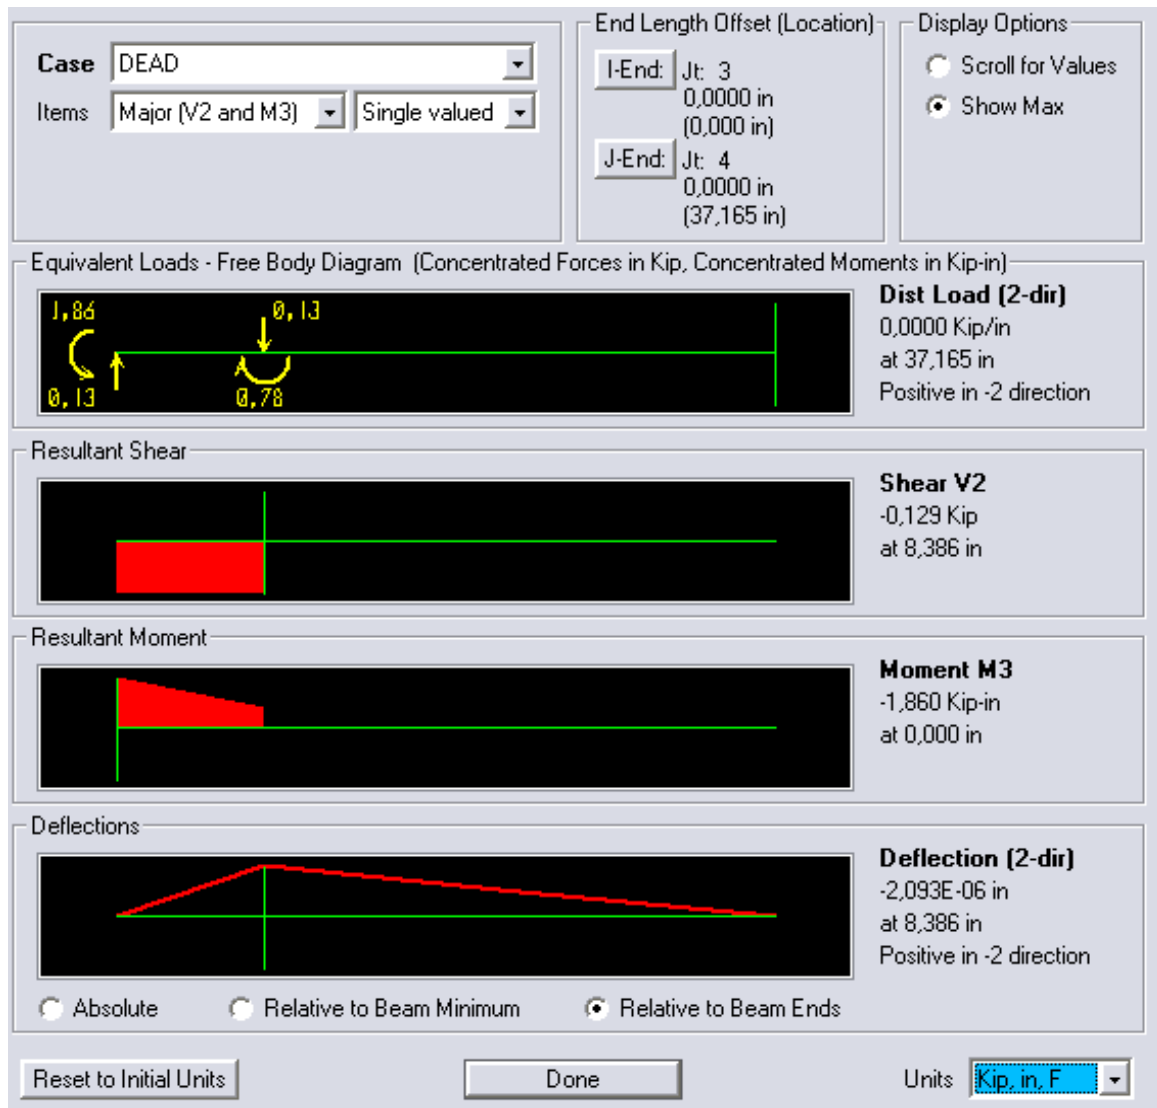 End Length Offset (Location)
Display Options
Case DEAD
Items Major (V2 and M3) Single valued
I-End: Jt: 3
0,0000 in
(0,000 in)
J-End: Jt: 4
0,0000 in
(37,165 in)
Scroll for Values
Show Max
Equivalent Loads - Free Body Diagram (Concentrated Forces in Kip, Concentrated Moments in Kip-in)
1,86
0,13
0,13
0,78
Dist Load (2-dir)
0,0000 Kip/in
at 37,165 in
Positive in -2 direction
Resultant Shear
Shear V2
-0,129 Kip
at 8,386 in
Resultant Moment
Moment M3
-1,860 Kip-in
at 0,000 in
Deflections
Deflection (2-dir)
-2,093E-06 in
at 8,386 in
Positive in -2 direction
Absolute Relative to Beam Minimum Relative to Beam Ends
Reset to Initial Units Done Units Kip, in, F